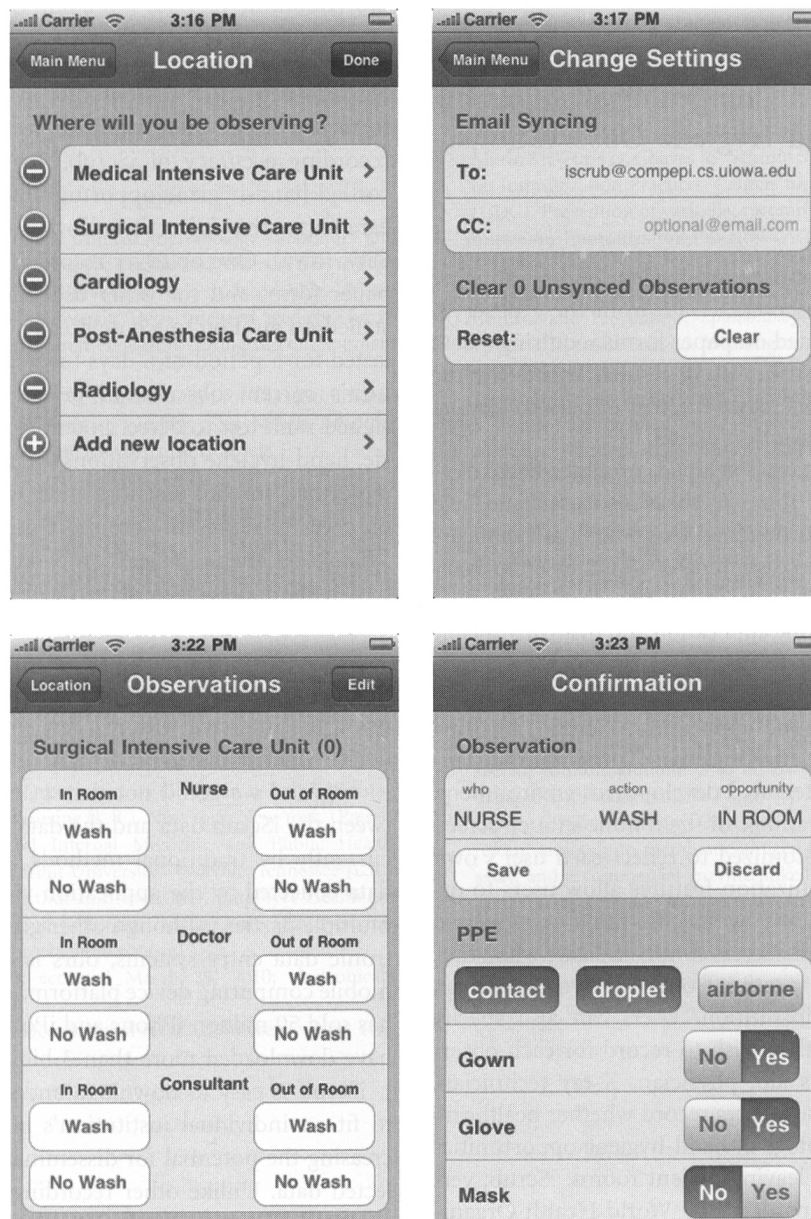 Carrier 3:16 PM
Main Menu Location Done
Where will you be observing?
Medical Intensive Care Unit
Surgical Intensive Care Unit
Cardiology
Post-Anesthesia Care Unit
Radiology
Add new location
Carrier 3:17 PM
Main Menu Change Settings
Email Syncing
To: iscrub@compepi.cs.uiowa.edu
CC: optional@email.com
Clear 0 Unsynced Observations
Reset: Clear
Carrier 3:22 PM
Location Observations Edit
Surgical Intensive Care Unit (0)
In Room Nurse Out of Room
Wash Wash
No Wash No Wash
In Room Doctor Out of Room
Wash Wash
No Wash No Wash
In Room Consultant Out of Room
Wash Wash
No Wash No Wash
Carrier 3:23 PM
Confirmation
Observation
who action opportunity
NURSE WASH IN ROOM
Save Discard
PPE
contact droplet airborne
Gown No Yes
Glove No Yes
Mask No Yes